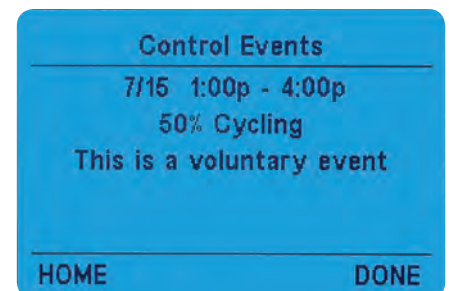 Control Events
7/15 1:00p - 4:00p
50% Cycling
This is a voluntary event
HOME DONE